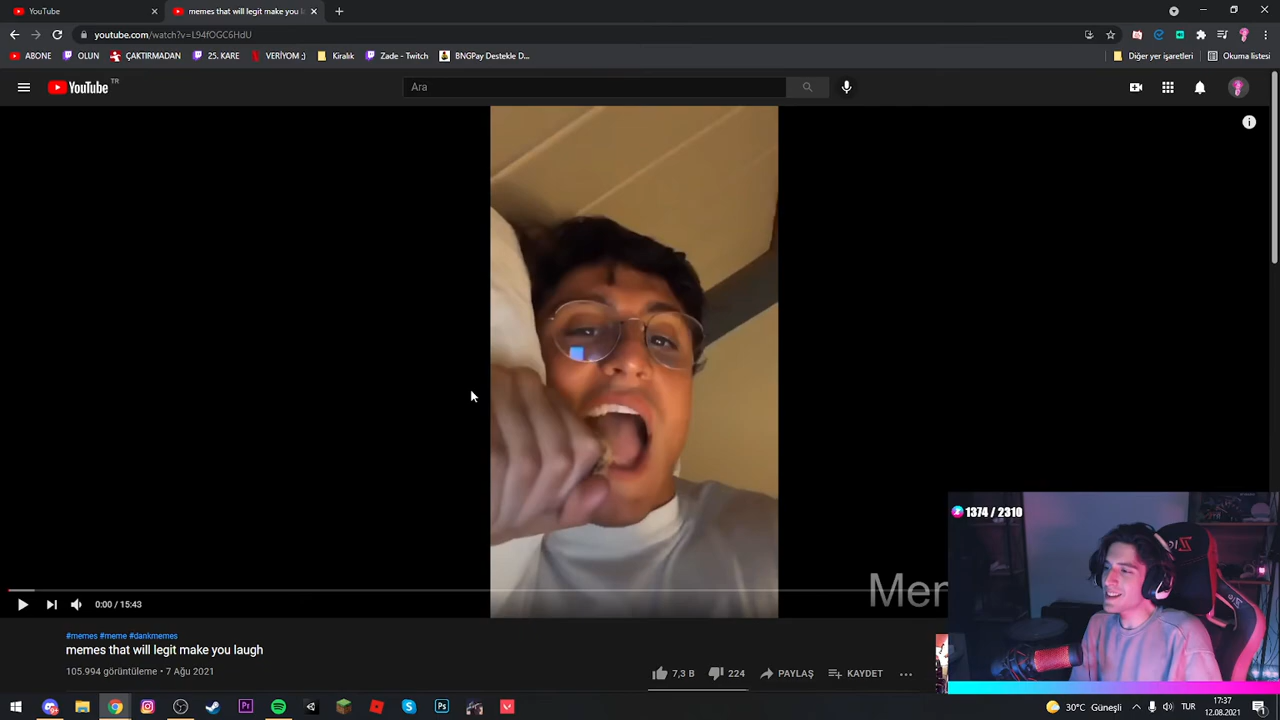 YouTube
memes that will legit make you l
youtube.com/watch?v=L94fOGC6HdU
ABONE OLUN ÇAKTIRMADAN 25. KARE VERİYOM ;) Kiralık Zade - Twitch BNGPay Destekle D... Diğer yer işaretleri Okuma listesi
YouTube TR
Ara
1374 / 2310
Mer
0:00 / 15:43
#memes #meme #dankmemes
memes that will legit make you laugh
105.994 görüntüleme • 7 Ağu 2021
7,3 B 224 PAYLAŞ KAYDET
30°C Güneşli TUR 17:37
12.08.2021